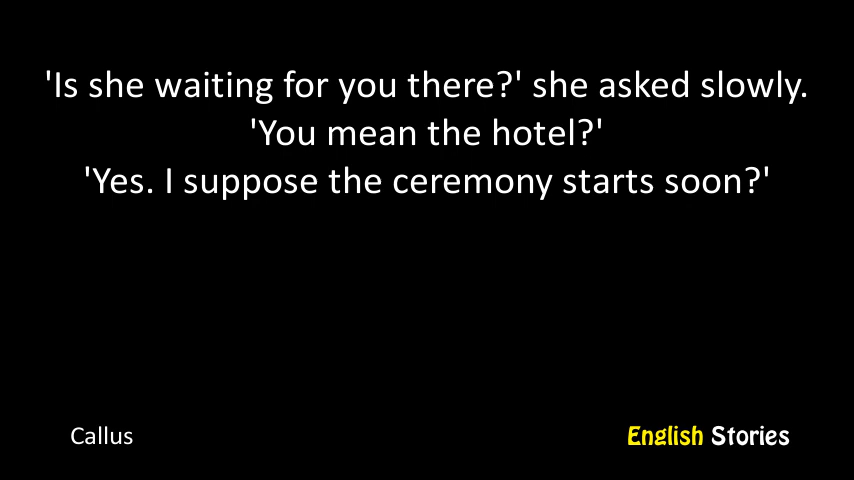 'Is she waiting for you there?' she asked slowly.
'You mean the hotel?'
'Yes. I suppose the ceremony starts soon?'
Callus
English Stories